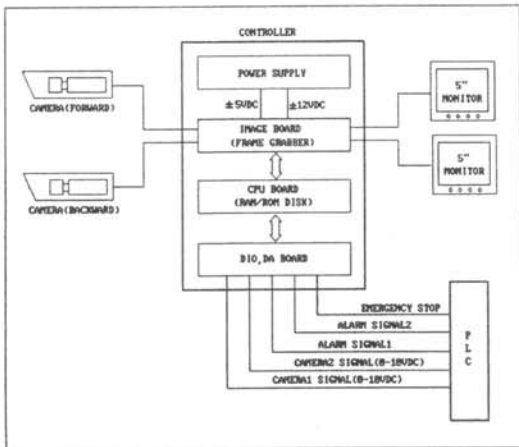 CONTROLLER
POWER SUPPLY
±5VDC
±12VDC
IMAGE BOARD
(FRAME GRABBER)
CPU BOARD
(RAM/ROM DISK)
DIO,DA BOARD
CAMERA(FORWARD)
CAMERA(BACKWARD)
5"
MONITOR
5"
MONITOR
EMERGENCY STOP
ALARM SIGNAL2
ALARM SIGNAL1
CAMERA2 SIGNAL(0-10VDC)
CAMERA1 SIGNAL(0-10VDC)
PLC